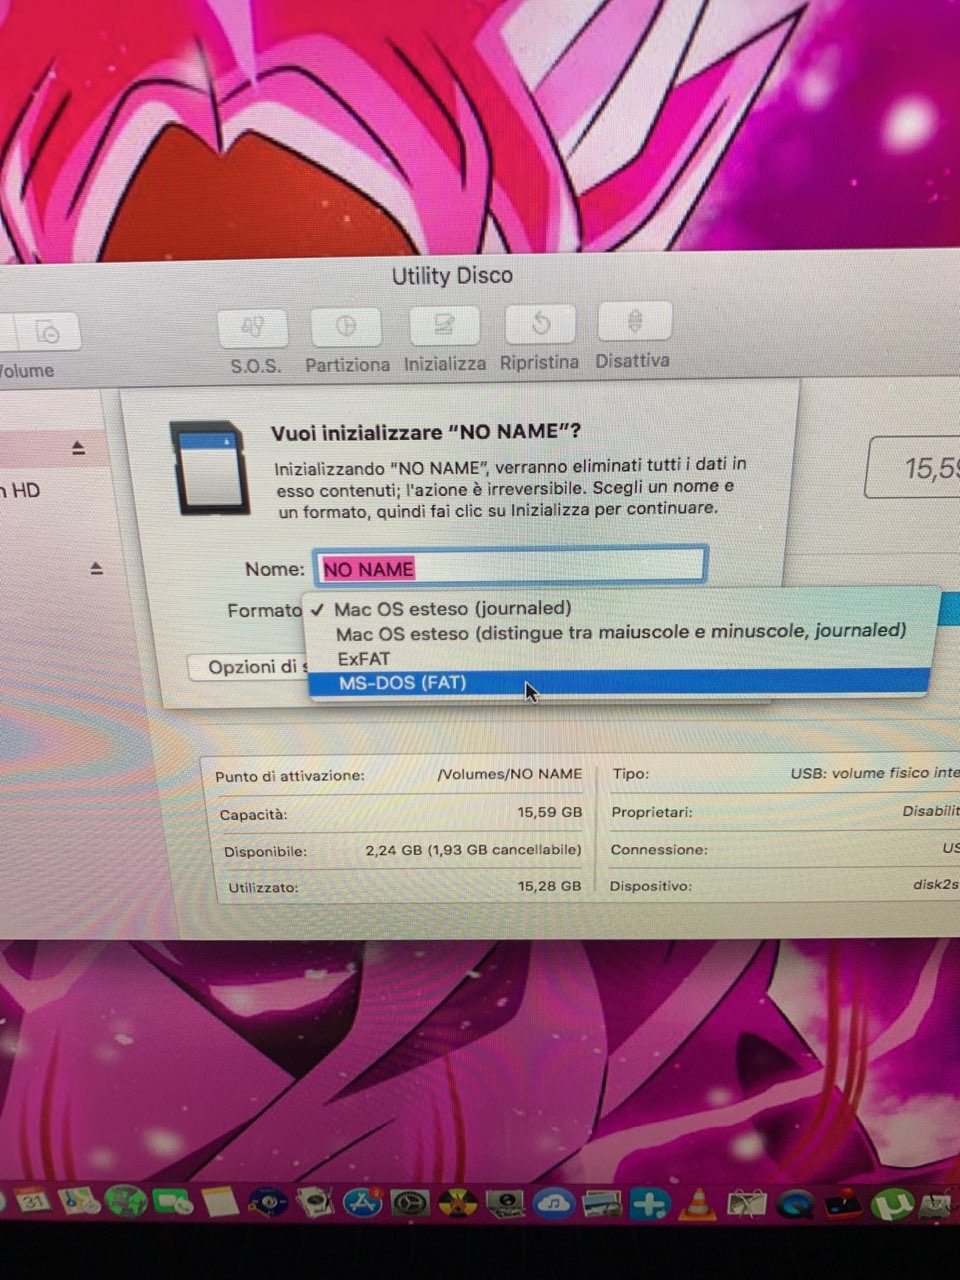 Utility Disco
Volume
S.O.S. Partiziona Inizializza Ripristina Disattiva
Vuoi inizializzare “NO NAME”?
Inizializzando “NO NAME”, verranno eliminati tutti i dati in
esso contenuti; l'azione è irreversibile. Scegli un nome e
un formato, quindi fai clic su Inizializza per continuare.
15,59
HD
Nome: NO NAME
Formato ✓ Mac OS esteso (journaled)
Mac OS esteso (distingue tra maiuscole e minuscole, journaled)
ExFAT
Opzioni di s
MS-DOS (FAT)
Punto di attivazione: /Volumes/NO NAME
Tipo: USB: volume fisico inte
Capacità: 15,59 GB
Proprietari: Disabilit
Disponibile: 2,24 GB (1,93 GB cancellabile)
Connessione: US
Utilizzato: 15,28 GB
Dispositivo: disk2s
31